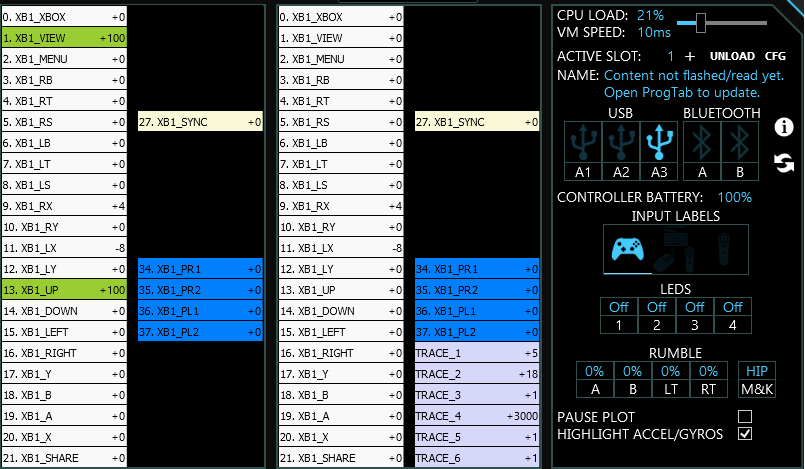 0. XB1_XBOX +0
1. XB1_VIEW +100
2. XB1_MENU +0
3. XB1_RB +0
4. XB1_RT +0
5. XB1_RS +0
6. XB1_LB +0
7. XB1_LT +0
8. XB1_LS +0
9. XB1_RX +4
10. XB1_RY +0
11. XB1_LX -8
12. XB1_LY +0
13. XB1_UP +100
14. XB1_DOWN +0
15. XB1_LEFT +0
16. XB1_RIGHT +0
17. XB1_Y +0
18. XB1_B +0
19. XB1_A +0
20. XB1_X +0
21. XB1_SHARE +0
27. XB1_SYNC +0
34. XB1_PR1 +0
35. XB1_PR2 +0
36. XB1_PL1 +0
37. XB1_PL2 +0
0. XB1_XBOX +0
1. XB1_VIEW +0
2. XB1_MENU +0
3. XB1_RB +0
4. XB1_RT +0
5. XB1_RS +0
6. XB1_LB +0
7. XB1_LT +0
8. XB1_LS +0
9. XB1_RX +4
10. XB1_RY +0
11. XB1_LX -8
12. XB1_LY +0
13. XB1_UP +0
14. XB1_DOWN +0
15. XB1_LEFT +0
16. XB1_RIGHT +0
17. XB1_Y +0
18. XB1_B +0
19. XB1_A +0
20. XB1_X +0
21. XB1_SHARE +0
27. XB1_SYNC +0
34. XB1_PR1 +0
35. XB1_PR2 +0
36. XB1_PL1 +0
37. XB1_PL2 +0
TRACE_1 +5
TRACE_2 +18
TRACE_3 +1
TRACE_4 +3000
TRACE_5 +1
TRACE_6 +1
CPU LOAD: 21%
VM SPEED: 10ms
ACTIVE SLOT: 1 + UNLOAD CFG
NAME: Content not flashed/read yet.
Open ProgTab to update.
USB BLUETOOTH
A1 A2 A3 A B
CONTROLLER BATTERY: 100%
INPUT LABELS
LEDS
Off Off Off Off
1 2 3 4
RUMBLE
0% 0% 0% 0% HIP
A B LT RT M&K
PAUSE PLOT
HIGHLIGHT ACCEL/GYROS